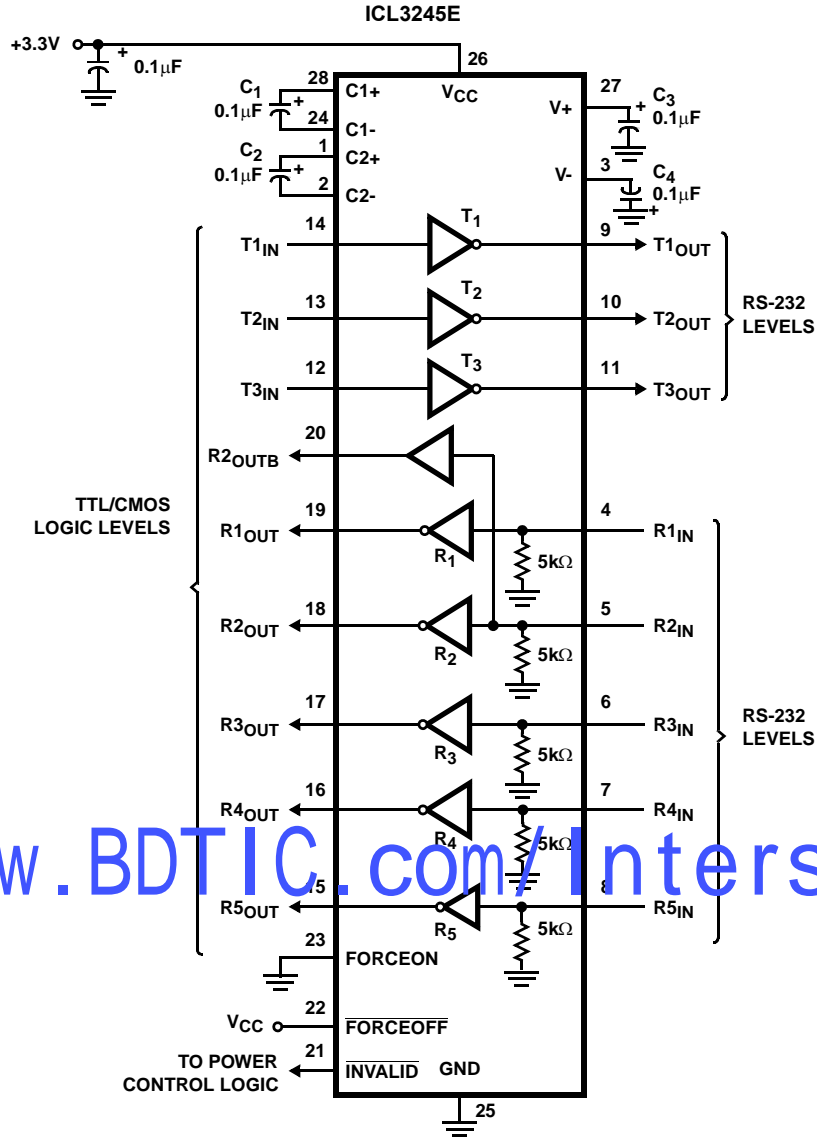 ICL3245E
+3.3V
+
0.1μF
26
VCC
C1
0.1μF
+
28
C1+
24
C1-
C2
0.1μF
+
1
C2+
2
C2-
27
V+
+
C3
0.1μF
3
V-
C4
0.1μF
+
T1IN
14
T1
9
T1OUT
T2IN
13
T2
10
T2OUT
T3IN
12
T3
11
T3OUT
RS-232
LEVELS
R2OUTB
20
TTL/CMOS
LOGIC LEVELS
R1OUT
19
R1
5kΩ
4
R1IN
R2OUT
18
R2
5kΩ
5
R2IN
R3OUT
17
R3
5kΩ
6
R3IN
RS-232
LEVELS
R4OUT
16
R4
5kΩ
7
R4IN
w.BDTIC.com/Inters
R5OUT
15
R5
5kΩ
8
R5IN
23
FORCEON
VCC
22
FORCEOFF
TO POWER
CONTROL LOGIC
21
INVALID
GND
25